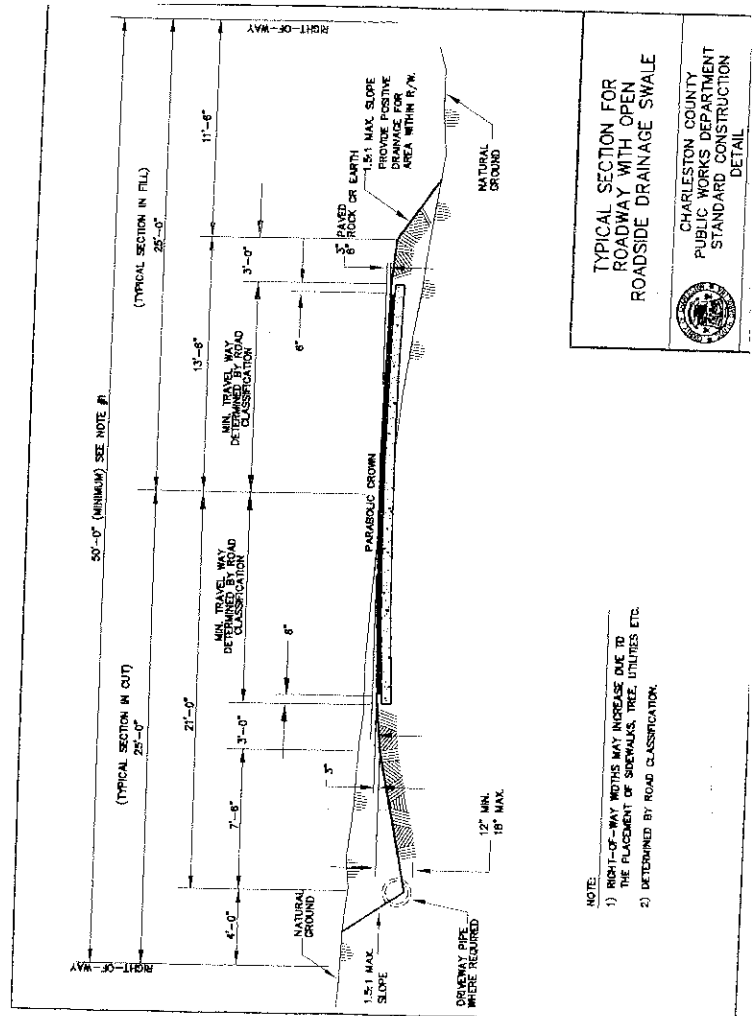 50'-0" (MINIMUM) SEE NOTE #1
RIGHT-OF-WAY
RIGHT-OF-WAY
(TYPICAL SECTION IN CUT)
25'-0"
(TYPICAL SECTION IN FILL)
25'-0"
21'-0"
13'-6"
11'-6"
4'-0"
7'-6"
3'-0"
MIN. TRAVEL WAY
DETERMINED BY ROAD
CLASSIFICATION
MIN. TRAVEL WAY
DETERMINED BY ROAD
CLASSIFICATION
3'-0"
6"
3" PAVED
6" ROCK OR EARTH
1.5:1 MAX. SLOPE
PROVIDE POSITIVE
DRAINAGE FOR
AREA WITHIN R/W.
NATURAL
GROUND
PARABOLIC CROWN
3"
NATURAL
GROUND
1.5:1 MAX.
SLOPE
12" MIN.
18" MAX.
DRIVEWAY PIPE
WHERE REQUIRED
NOTE:
1) RIGHT-OF-WAY WIDTHS MAY INCREASE DUE TO
THE PLACEMENT OF SIDEWALKS, TREE, UTILITIES ETC.
2) DETERMINED BY ROAD CLASSIFICATION.
TYPICAL SECTION FOR
ROADWAY WITH OPEN
ROADSIDE DRAINAGE SWALE
CHARLESTON COUNTY
PUBLIC WORKS DEPARTMENT
STANDARD CONSTRUCTION
DETAIL